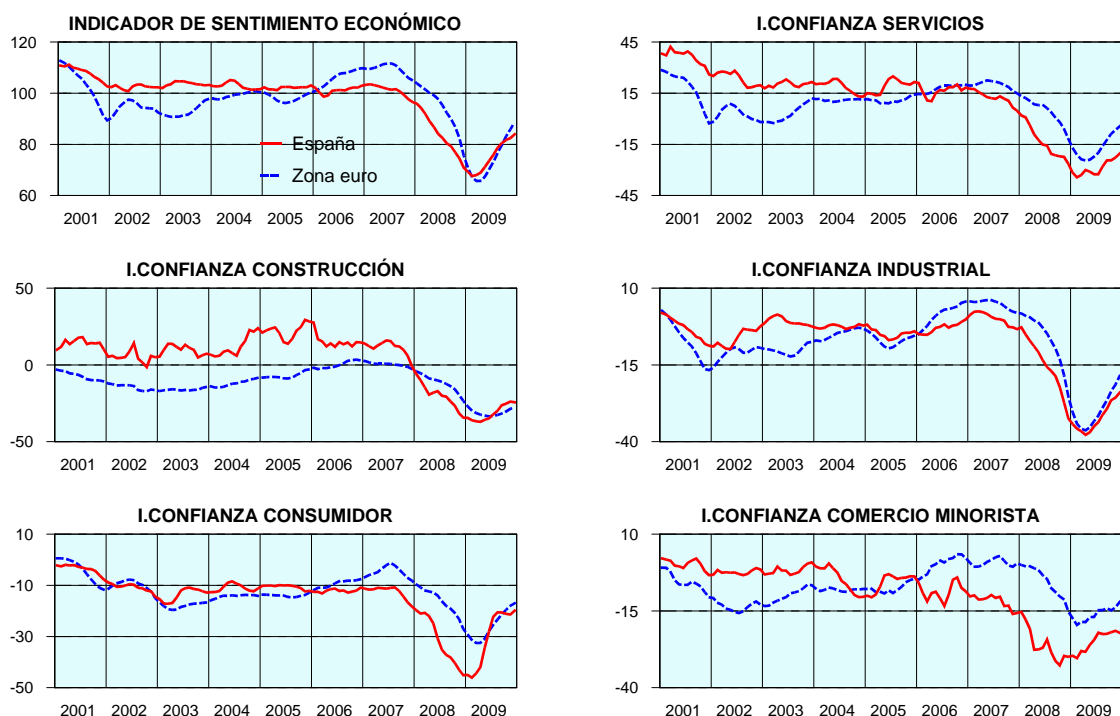 INDICADOR DE SENTIMIENTO ECONÓMICO
120
100
80
60
España
Zona euro
2001 2002 2003 2004 2005 2006 2007 2008 2009
I.CONFIANZA SERVICIOS
45
15
-15
-45
2001 2002 2003 2004 2005 2006 2007 2008 2009
I.CONFIANZA CONSTRUCCIÓN
50
0
-50
2001 2002 2003 2004 2005 2006 2007 2008 2009
I.CONFIANZA INDUSTRIAL
10
-15
-40
2001 2002 2003 2004 2005 2006 2007 2008 2009
I.CONFIANZA CONSUMIDOR
10
-10
-30
-50
2001 2002 2003 2004 2005 2006 2007 2008 2009
I.CONFIANZA COMERCIO MINORISTA
10
-15
-40
2001 2002 2003 2004 2005 2006 2007 2008 2009